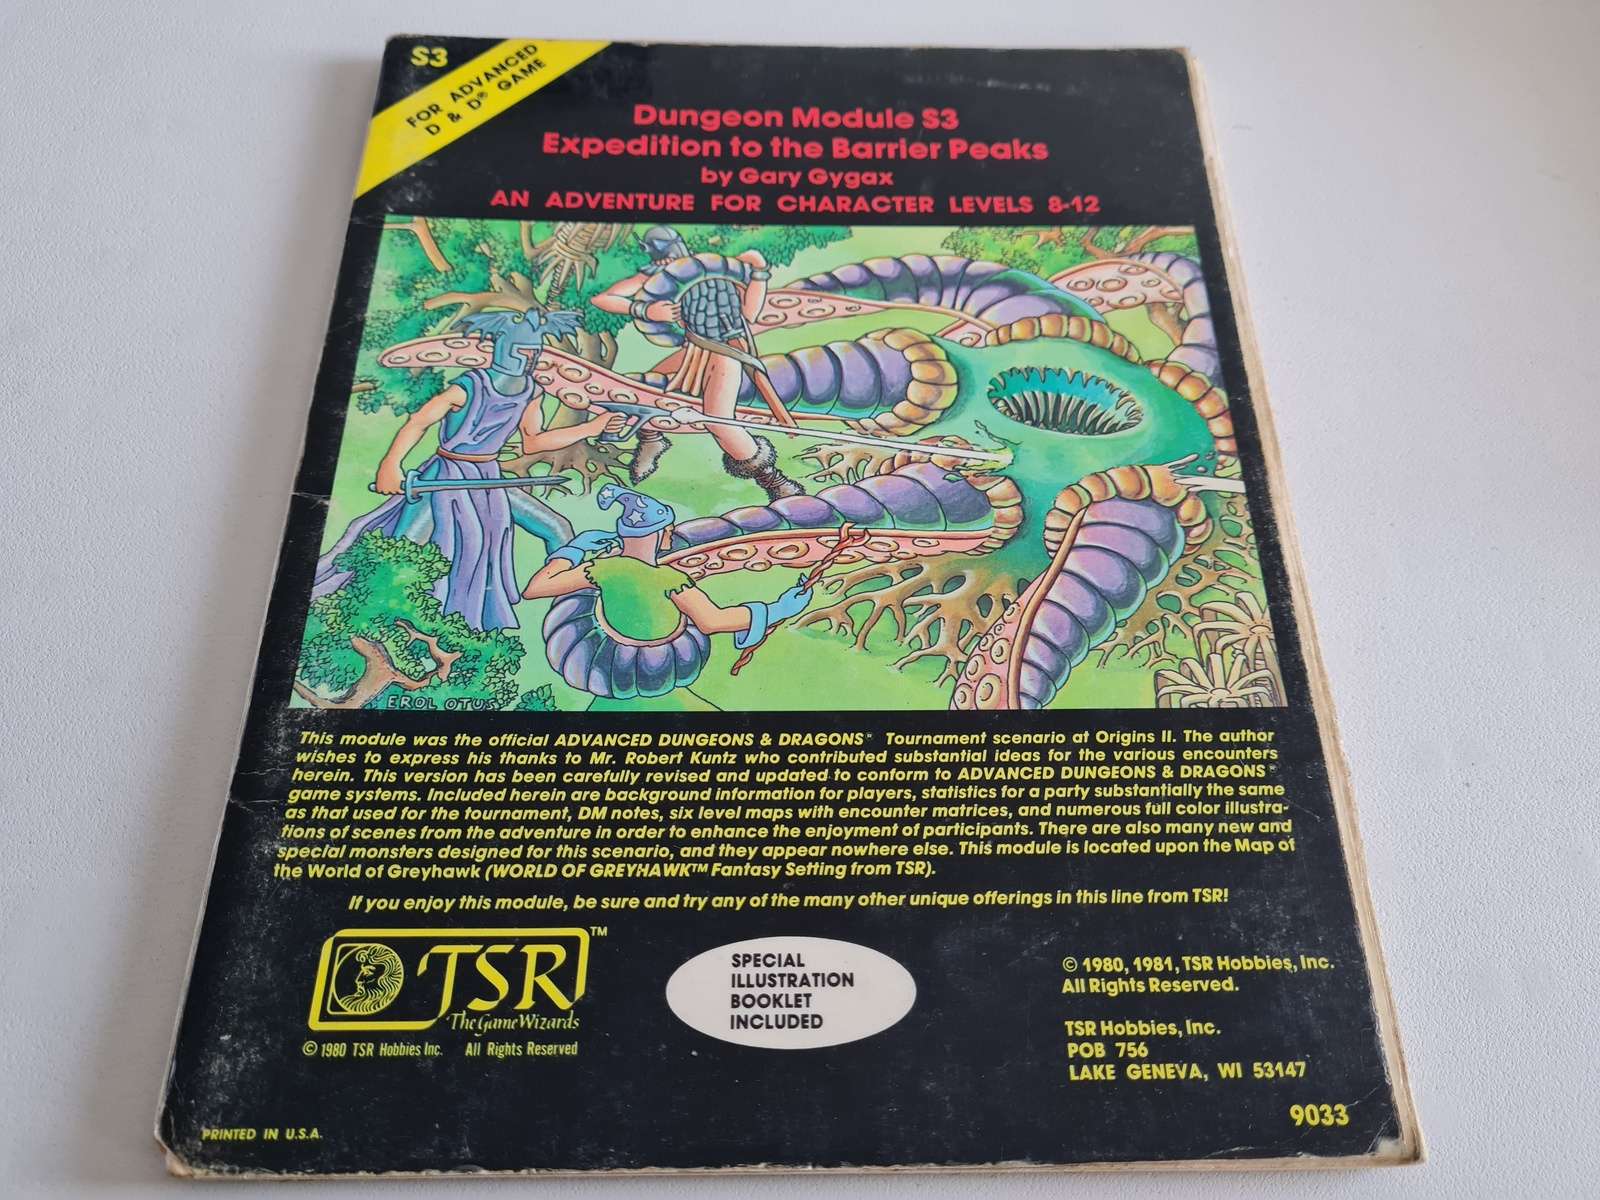 S3
FOR ADVANCED
D & D® GAME
Dungeon Module S3
Expedition to the Barrier Peaks
by Gary Gygax
AN ADVENTURE FOR CHARACTER LEVELS 8-12
EROL OTUS
This module was the official ADVANCED DUNGEONS & DRAGONS™ Tournament scenario at Origins II. The author
wishes to express his thanks to Mr. Robert Kuntz who contributed substantial ideas for the various encounters
herein. This version has been carefully revised and updated to conform to ADVANCED DUNGEONS & DRAGONS™
game systems. Included herein are background information for players, statistics for a party substantially the same
as that used for the tournament, DM notes, six level maps with encounter matrices, and numerous full color illustra-
tions of scenes from the adventure in order to enhance the enjoyment of participants. There are also many new and
special monsters designed for this scenario, and they appear nowhere else. This module is located upon the Map of
the World of Greyhawk (WORLD OF GREYHAWK™ Fantasy Setting from TSR).
If you enjoy this module, be sure and try any of the many other unique offerings in this line from TSR!
TSR™
The Game Wizards
© 1980 TSR Hobbies Inc. All Rights Reserved
SPECIAL
ILLUSTRATION
BOOKLET
INCLUDED
© 1980, 1981, TSR Hobbies, Inc.
All Rights Reserved.
TSR Hobbies, Inc.
POB 756
LAKE GENEVA, WI 53147
9033
PRINTED IN U.S.A.